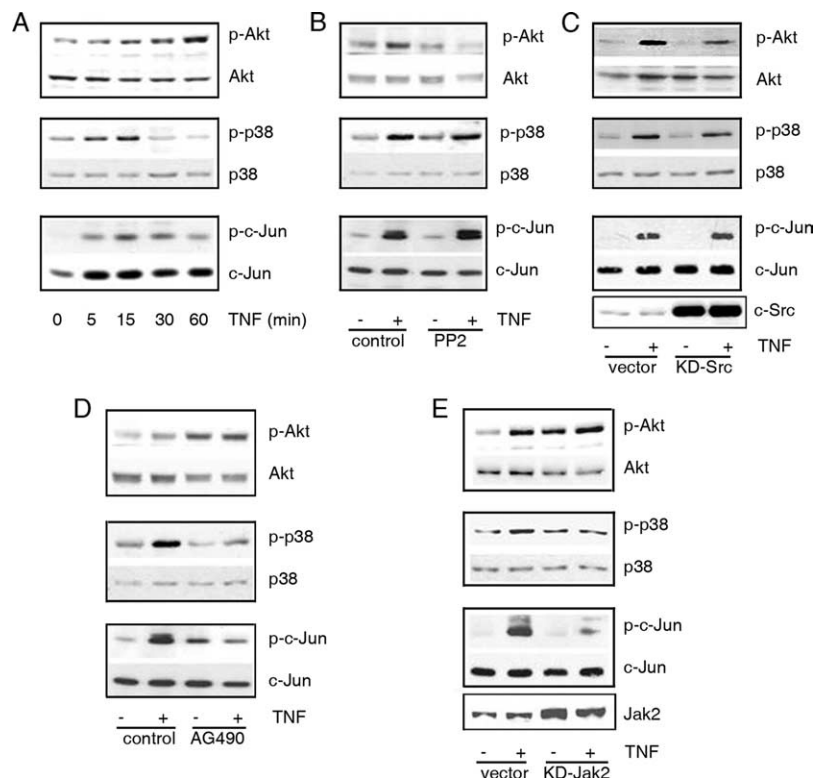 A
p-Akt
Akt
p-p38
p38
p-c-Jun
c-Jun
0 5 15 30 60 TNF (min)
B
p-Akt
Akt
p-p38
p38
p-c-Jun
c-Jun
- + - + TNF
control PP2
C
p-Akt
Akt
p-p38
p38
p-c-Jun
c-Jun
c-Src
- + - + TNF
vector KD-Src
D
p-Akt
Akt
p-p38
p38
p-c-Jun
c-Jun
- + - + TNF
control AG490
E
p-Akt
Akt
p-p38
p38
p-c-Jun
c-Jun
Jak2
- + - + TNF
vector KD-Jak2